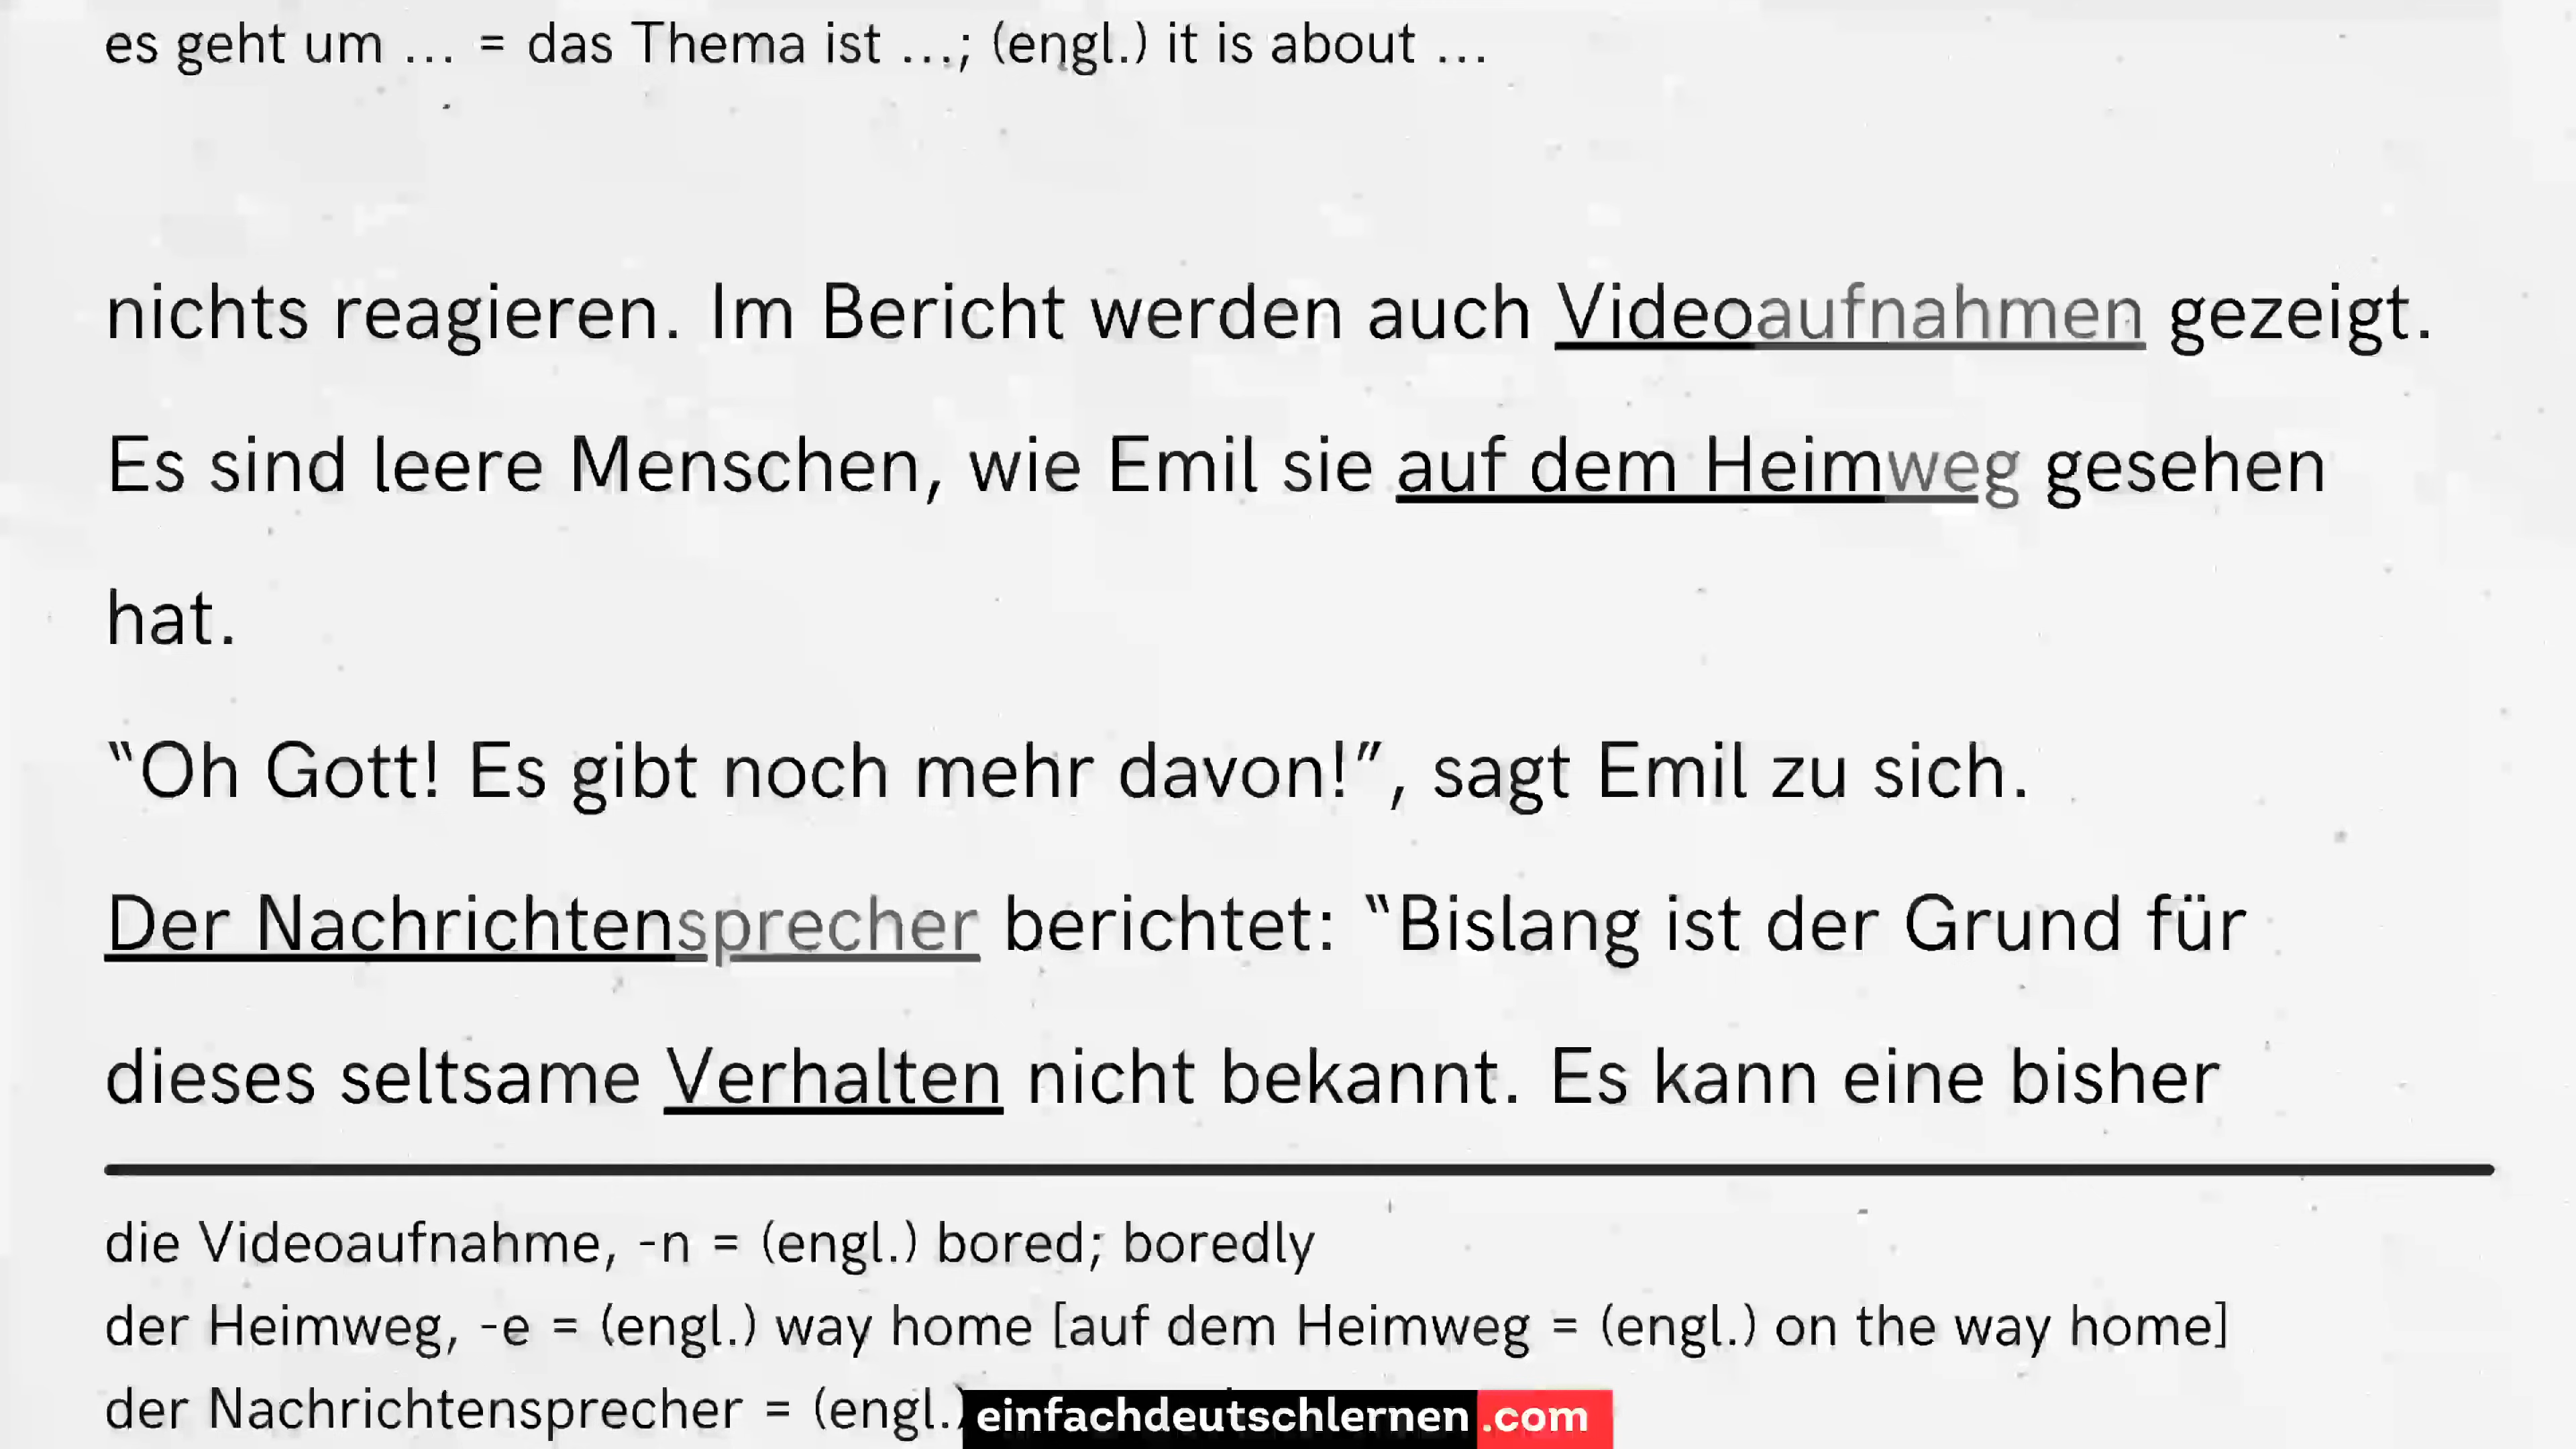 es geht um ... = das Thema ist ...; (engl.) it is about ...
nichts reagieren. Im Bericht werden auch Videoaufnahmen gezeigt.
Es sind leere Menschen, wie Emil sie auf dem Heimweg gesehen
hat.
“Oh Gott! Es gibt noch mehr davon!”, sagt Emil zu sich.
Der Nachrichtensprecher berichtet: “Bislang ist der Grund für
dieses seltsame Verhalten nicht bekannt. Es kann eine bisher
die Videoaufnahme, -n = (engl.) bored; boredly
der Heimweg, -e = (engl.) way home [auf dem Heimweg = (engl.) on the way home]
der Nachrichtensprecher = (engl.)
einfachdeutschlernen.com